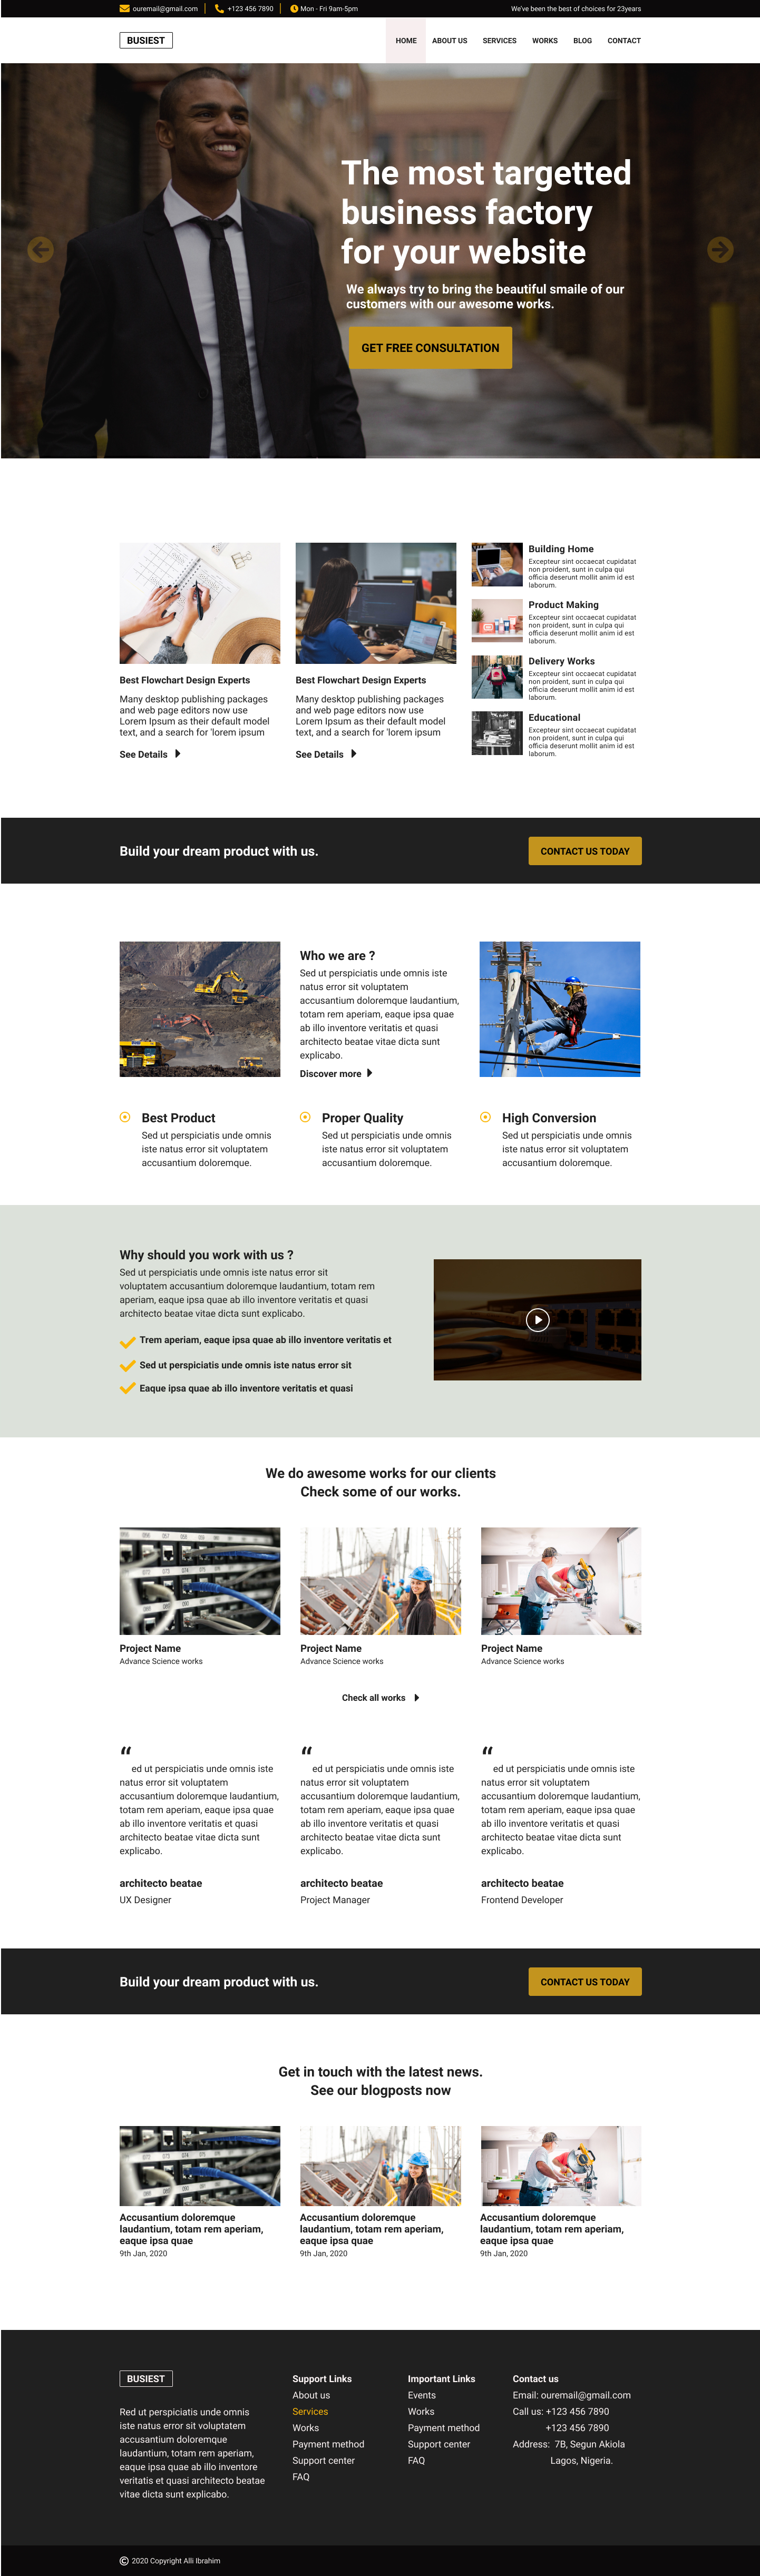 ouremail@gmail.com
+123 456 7890
Mon - Fri 9am-5pm
We've been the best of choices for 23years
BUSIEST
HOME
ABOUT US
SERVICES
WORKS
BLOG
CONTACT
The most targetted
business factory
for your website
We always try to bring the beautiful smaile of our
customers with our awesome works.
GET FREE CONSULTATION
Best Flowchart Design Experts
Many desktop publishing packages
and web page editors now use
Lorem Ipsum as their default model
text, and a search for 'lorem ipsum
See Details
Best Flowchart Design Experts
Many desktop publishing packages
and web page editors now use
Lorem Ipsum as their default model
text, and a search for 'lorem ipsum
See Details
Building Home
Excepteur sint occaecat cupidatat
non proident, sunt in culpa qui
officia deserunt mollit anim id est
laborum.
Product Making
Excepteur sint occaecat cupidatat
non proident, sunt in culpa qui
officia deserunt mollit anim id est
laborum.
Delivery Works
Excepteur sint occaecat cupidatat
non proident, sunt in culpa qui
officia deserunt mollit anim id est
laborum.
Educational
Excepteur sint occaecat cupidatat
non proident, sunt in culpa qui
officia deserunt mollit anim id est
laborum.
Build your dream product with us.
CONTACT US TODAY
Who we are ?
Sed ut perspiciatis unde omnis iste
natus error sit voluptatem
accusantium doloremque laudantium,
totam rem aperiam, eaque ipsa quae
ab illo inventore veritatis et quasi
architecto beatae vitae dicta sunt
explicabo.
Discover more
Best Product
Sed ut perspiciatis unde omnis
iste natus error sit voluptatem
accusantium doloremque.
Proper Quality
Sed ut perspiciatis unde omnis
iste natus error sit voluptatem
accusantium doloremque.
High Conversion
Sed ut perspiciatis unde omnis
iste natus error sit voluptatem
accusantium doloremque.
Why should you work with us ?
Sed ut perspiciatis unde omnis iste natus error sit
voluptatem accusantium doloremque laudantium, totam rem
aperiam, eaque ipsa quae ab illo inventore veritatis et quasi
architecto beatae vitae dicta sunt explicabo.
Trem aperiam, eaque ipsa quae ab illo inventore veritatis et
Sed ut perspiciatis unde omnis iste natus error sit
Eaque ipsa quae ab illo inventore veritatis et quasi
We do awesome works for our clients
Check some of our works.
Project Name
Advance Science works
Project Name
Advance Science works
Project Name
Advance Science works
Check all works
“
ed ut perspiciatis unde omnis iste
natus error sit voluptatem
accusantium doloremque laudantium,
totam rem aperiam, eaque ipsa quae
ab illo inventore veritatis et quasi
architecto beatae vitae dicta sunt
explicabo.
architecto beatae
UX Designer
“
ed ut perspiciatis unde omnis iste
natus error sit voluptatem
accusantium doloremque laudantium,
totam rem aperiam, eaque ipsa quae
ab illo inventore veritatis et quasi
architecto beatae vitae dicta sunt
explicabo.
architecto beatae
Project Manager
“
ed ut perspiciatis unde omnis iste
natus error sit voluptatem
accusantium doloremque laudantium,
totam rem aperiam, eaque ipsa quae
ab illo inventore veritatis et quasi
architecto beatae vitae dicta sunt
explicabo.
architecto beatae
Frontend Developer
Build your dream product with us.
CONTACT US TODAY
Get in touch with the latest news.
See our blogposts now
Accusantium doloremque
laudantium, totam rem aperiam,
eaque ipsa quae
9th Jan, 2020
Accusantium doloremque
laudantium, totam rem aperiam,
eaque ipsa quae
9th Jan, 2020
Accusantium doloremque
laudantium, totam rem aperiam,
eaque ipsa quae
9th Jan, 2020
BUSIEST
Red ut perspiciatis unde omnis
iste natus error sit voluptatem
accusantium doloremque
laudantium, totam rem aperiam,
eaque ipsa quae ab illo inventore
veritatis et quasi architecto beatae
vitae dicta sunt explicabo.
Support Links
About us
Services
Works
Payment method
Support center
FAQ
Important Links
Events
Works
Payment method
Support center
FAQ
Contact us
Email: ouremail@gmail.com
Call us: +123 456 7890
+123 456 7890
Address: 7B, Segun Akiola
Lagos, Nigeria.
© 2020 Copyright Alli Ibrahim